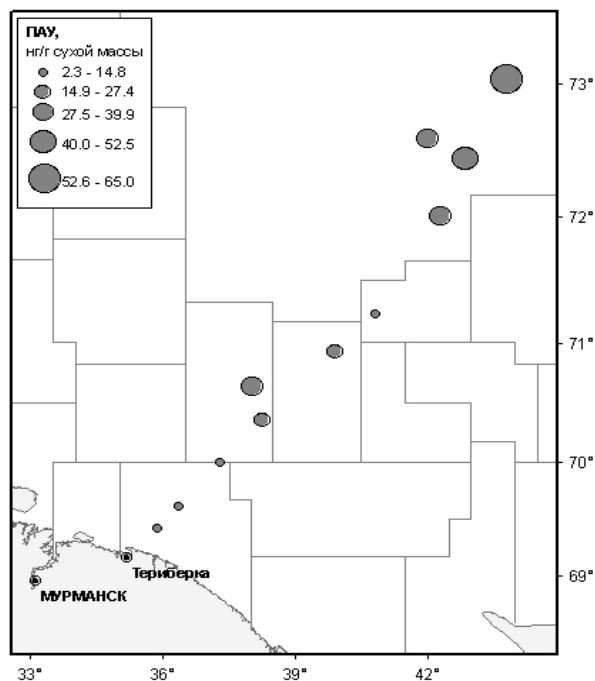 ПАУ,
нг/г сухой массы
2.3 - 14.8
14.9 - 27.4
27.5 - 39.9
40.0 - 52.5
52.6 - 65.0
73°
72°
71°
70°
69°
Териберка
МУРМАНСК
33° 36° 39° 42°